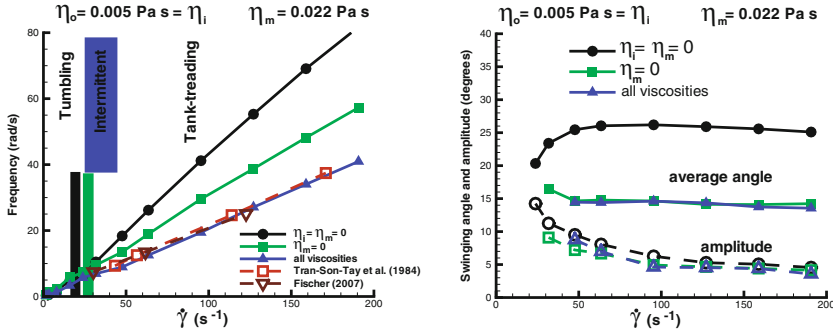 ηo = 0.005 Pa s = ηi ηm = 0.022 Pa s
80
60
40
20
0
Frequency (rad/s)
Tumbling
Intermittent
Tank-treading
ηi = ηm = 0
ηm = 0
all viscosities
Tran-Son-Tay et al. (1984)
Fischer (2007)
0 50 100 150 200
γ̇ (s-1)
ηo = 0.005 Pa s = ηi ηm = 0.022 Pa s
ηi = ηm = 0
ηm = 0
all viscosities
40
35
30
25
20
15
10
5
0
Swinging angle and amplitude (degrees)
average angle
amplitude
0 50 100 150 200
γ̇ (s-1)